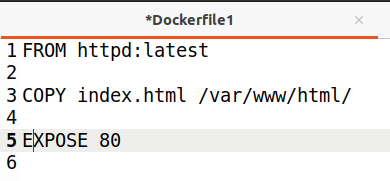 *Dockerfile1 ×
1 FROM httpd:latest
2
3 COPY index.html /var/www/html/
4
5 EXPOSE 80
6